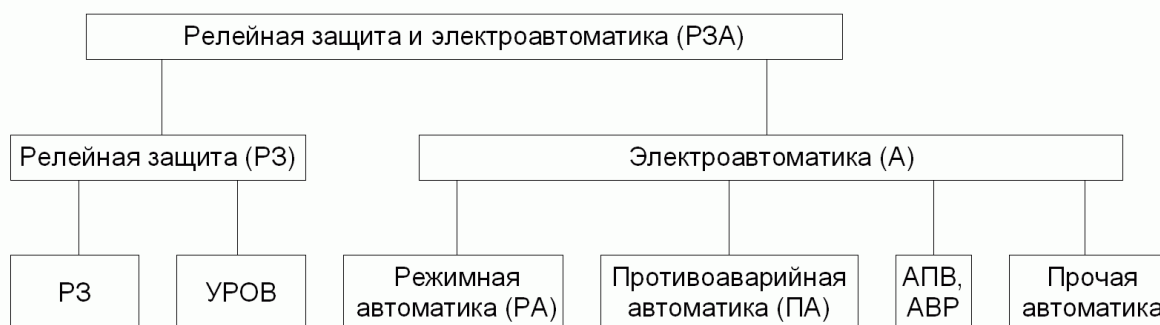 Релейная защита и электроавтоматика (РЗА)
Релейная защита (РЗ)
Электроавтоматика (А)
РЗ
УРОВ
Режимная
автоматика (РА)
Противоаварийная
автоматика (ПА)
АПВ,
АВР
Прочая
автоматика